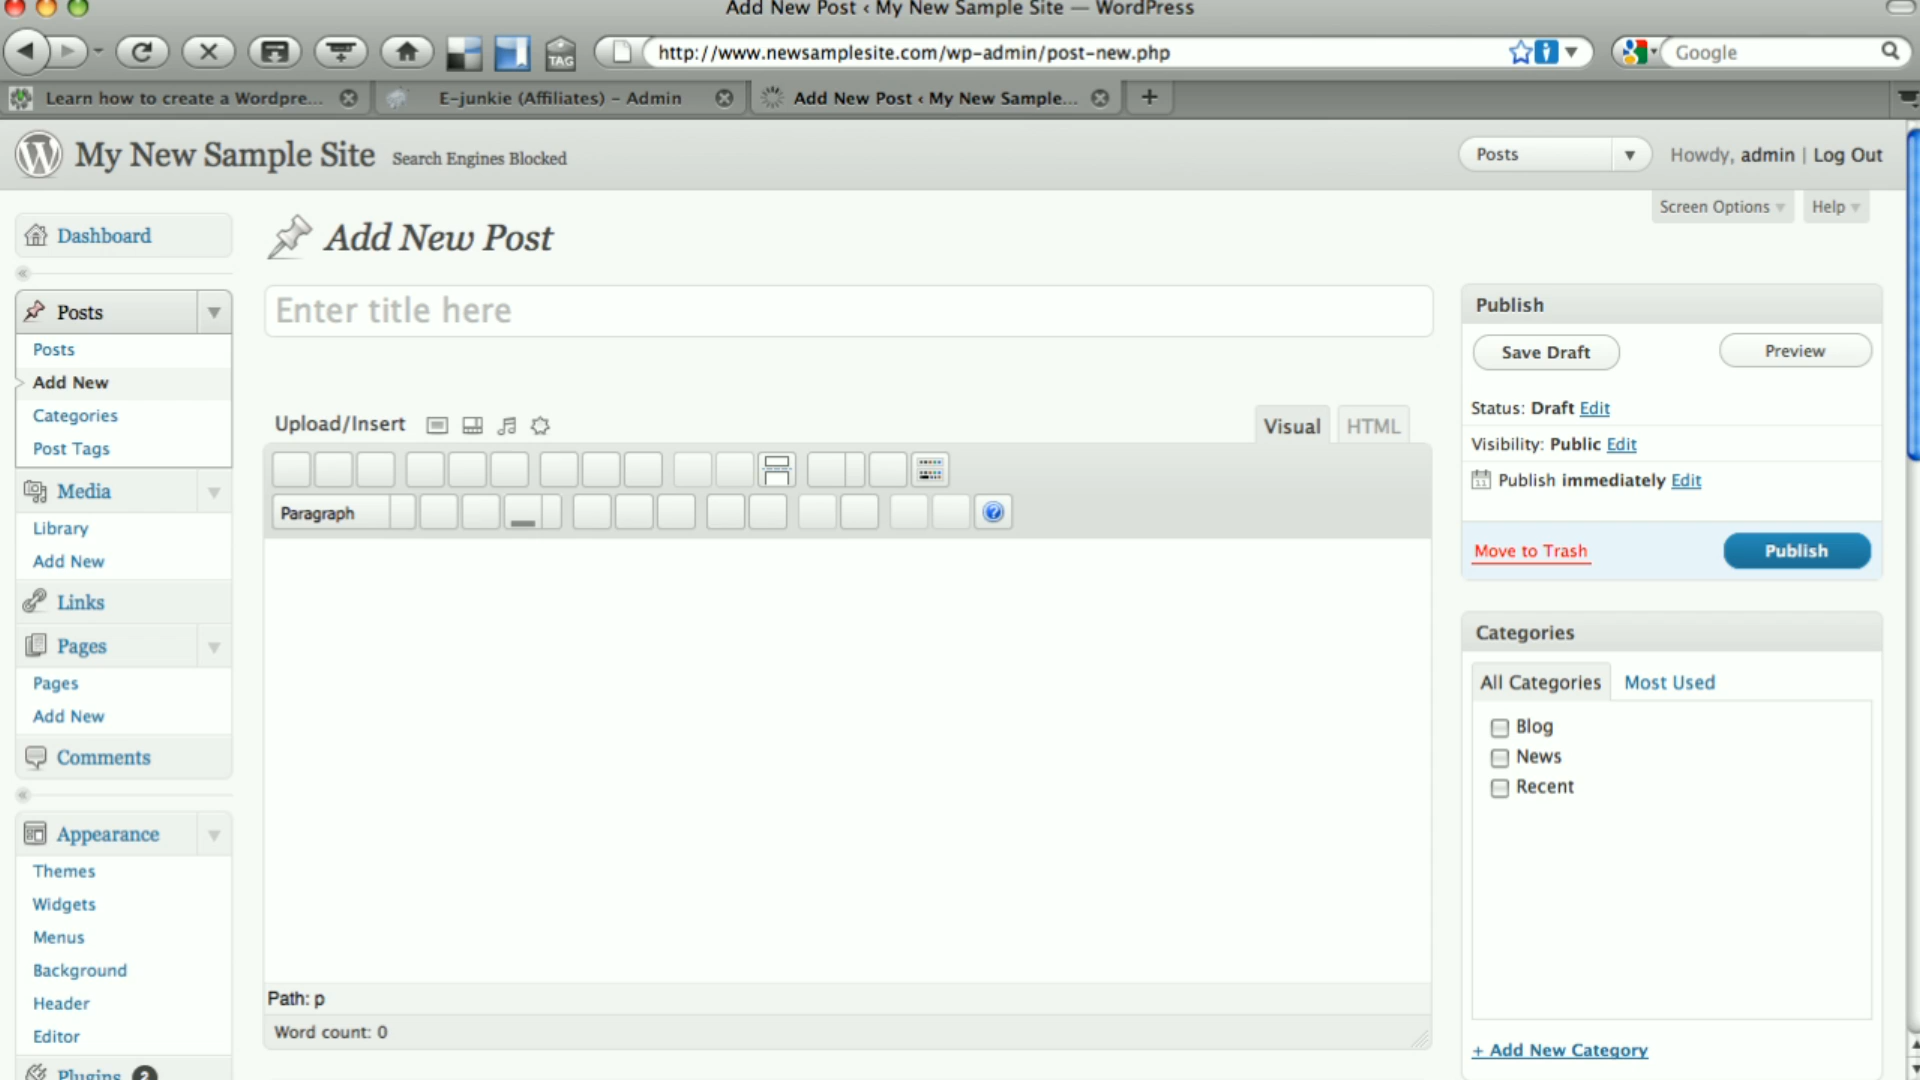 Add New Post ‹ My New Sample Site — WordPress
TAG
http://www.newsamplesite.com/wp-admin/post-new.php
Google
Learn how to create a Wordpre...
E-junkie (Affiliates) – Admin
Add New Post ‹ My New Sample...
My New Sample Site
Search Engines Blocked
Posts
Howdy, admin | Log Out
Screen Options
Help
Dashboard
Posts
Posts
Add New
Categories
Post Tags
Media
Library
Add New
Links
Pages
Pages
Add New
Comments
Appearance
Themes
Widgets
Menus
Background
Header
Editor
Plugins 2
Add New Post
Enter title here
Upload/Insert
Visual
HTML
Paragraph
Path: p
Word count: 0
Publish
Save Draft
Preview
Status: Draft Edit
Visibility: Public Edit
11 Publish immediately Edit
Move to Trash
Publish
Categories
All Categories
Most Used
Blog
News
Recent
+ Add New Category